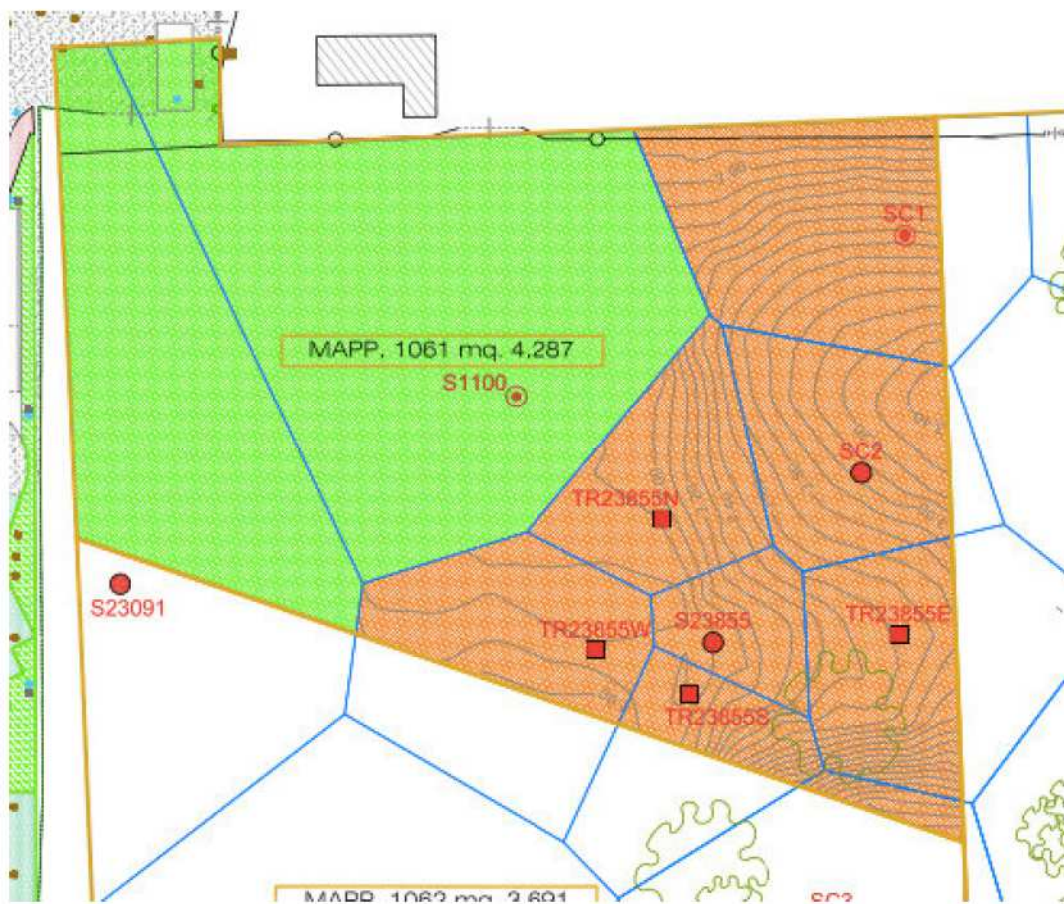 SC1
MAPP. 1061 mq. 4.287
S1100
SC2
TR23855N
S23091
TR23855W
S23855
TR23855E
TR23855S
MAPP. 1062 mq. 3.691
SC3